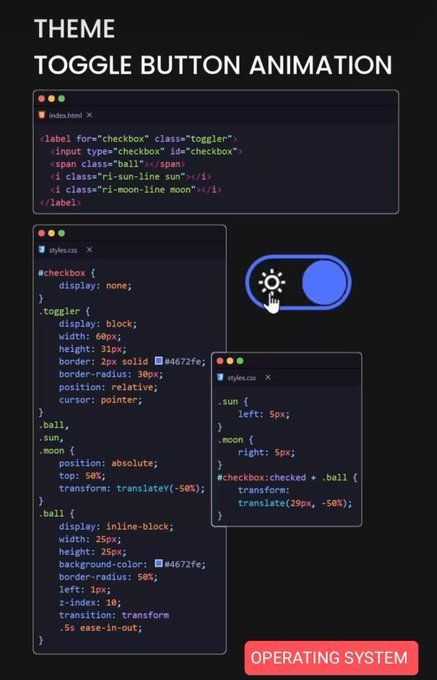 THEME
TOGGLE BUTTON ANIMATION
index.html ×
<label for="checkbox" class="toggler">
<input type="checkbox" id="checkbox">
<span class="ball"></span>
<i class="ri-sun-line sun"></i>
<i class="ri-moon-line moon"></i>
</label>
styles.css ×
#checkbox {
display: none;
}
.toggler {
display: block;
width: 60px;
height: 31px;
border: 2px solid #4672fe;
border-radius: 30px;
position: relative;
cursor: pointer;
}
.ball,
.sun,
.moon {
position: absolute;
top: 50%;
transform: translateY(-50%);
}
.ball {
display: inline-block;
width: 25px;
height: 25px;
background-color: #4672fe;
border-radius: 50%;
left: 1px;
z-index: 10;
transition: transform
.5s ease-in-out;
}
styles.css ×
.sun {
left: 5px;
}
.moon {
right: 5px;
}
#checkbox:checked + .ball {
transform:
translate(29px, -50%);
}
OPERATING SYSTEM